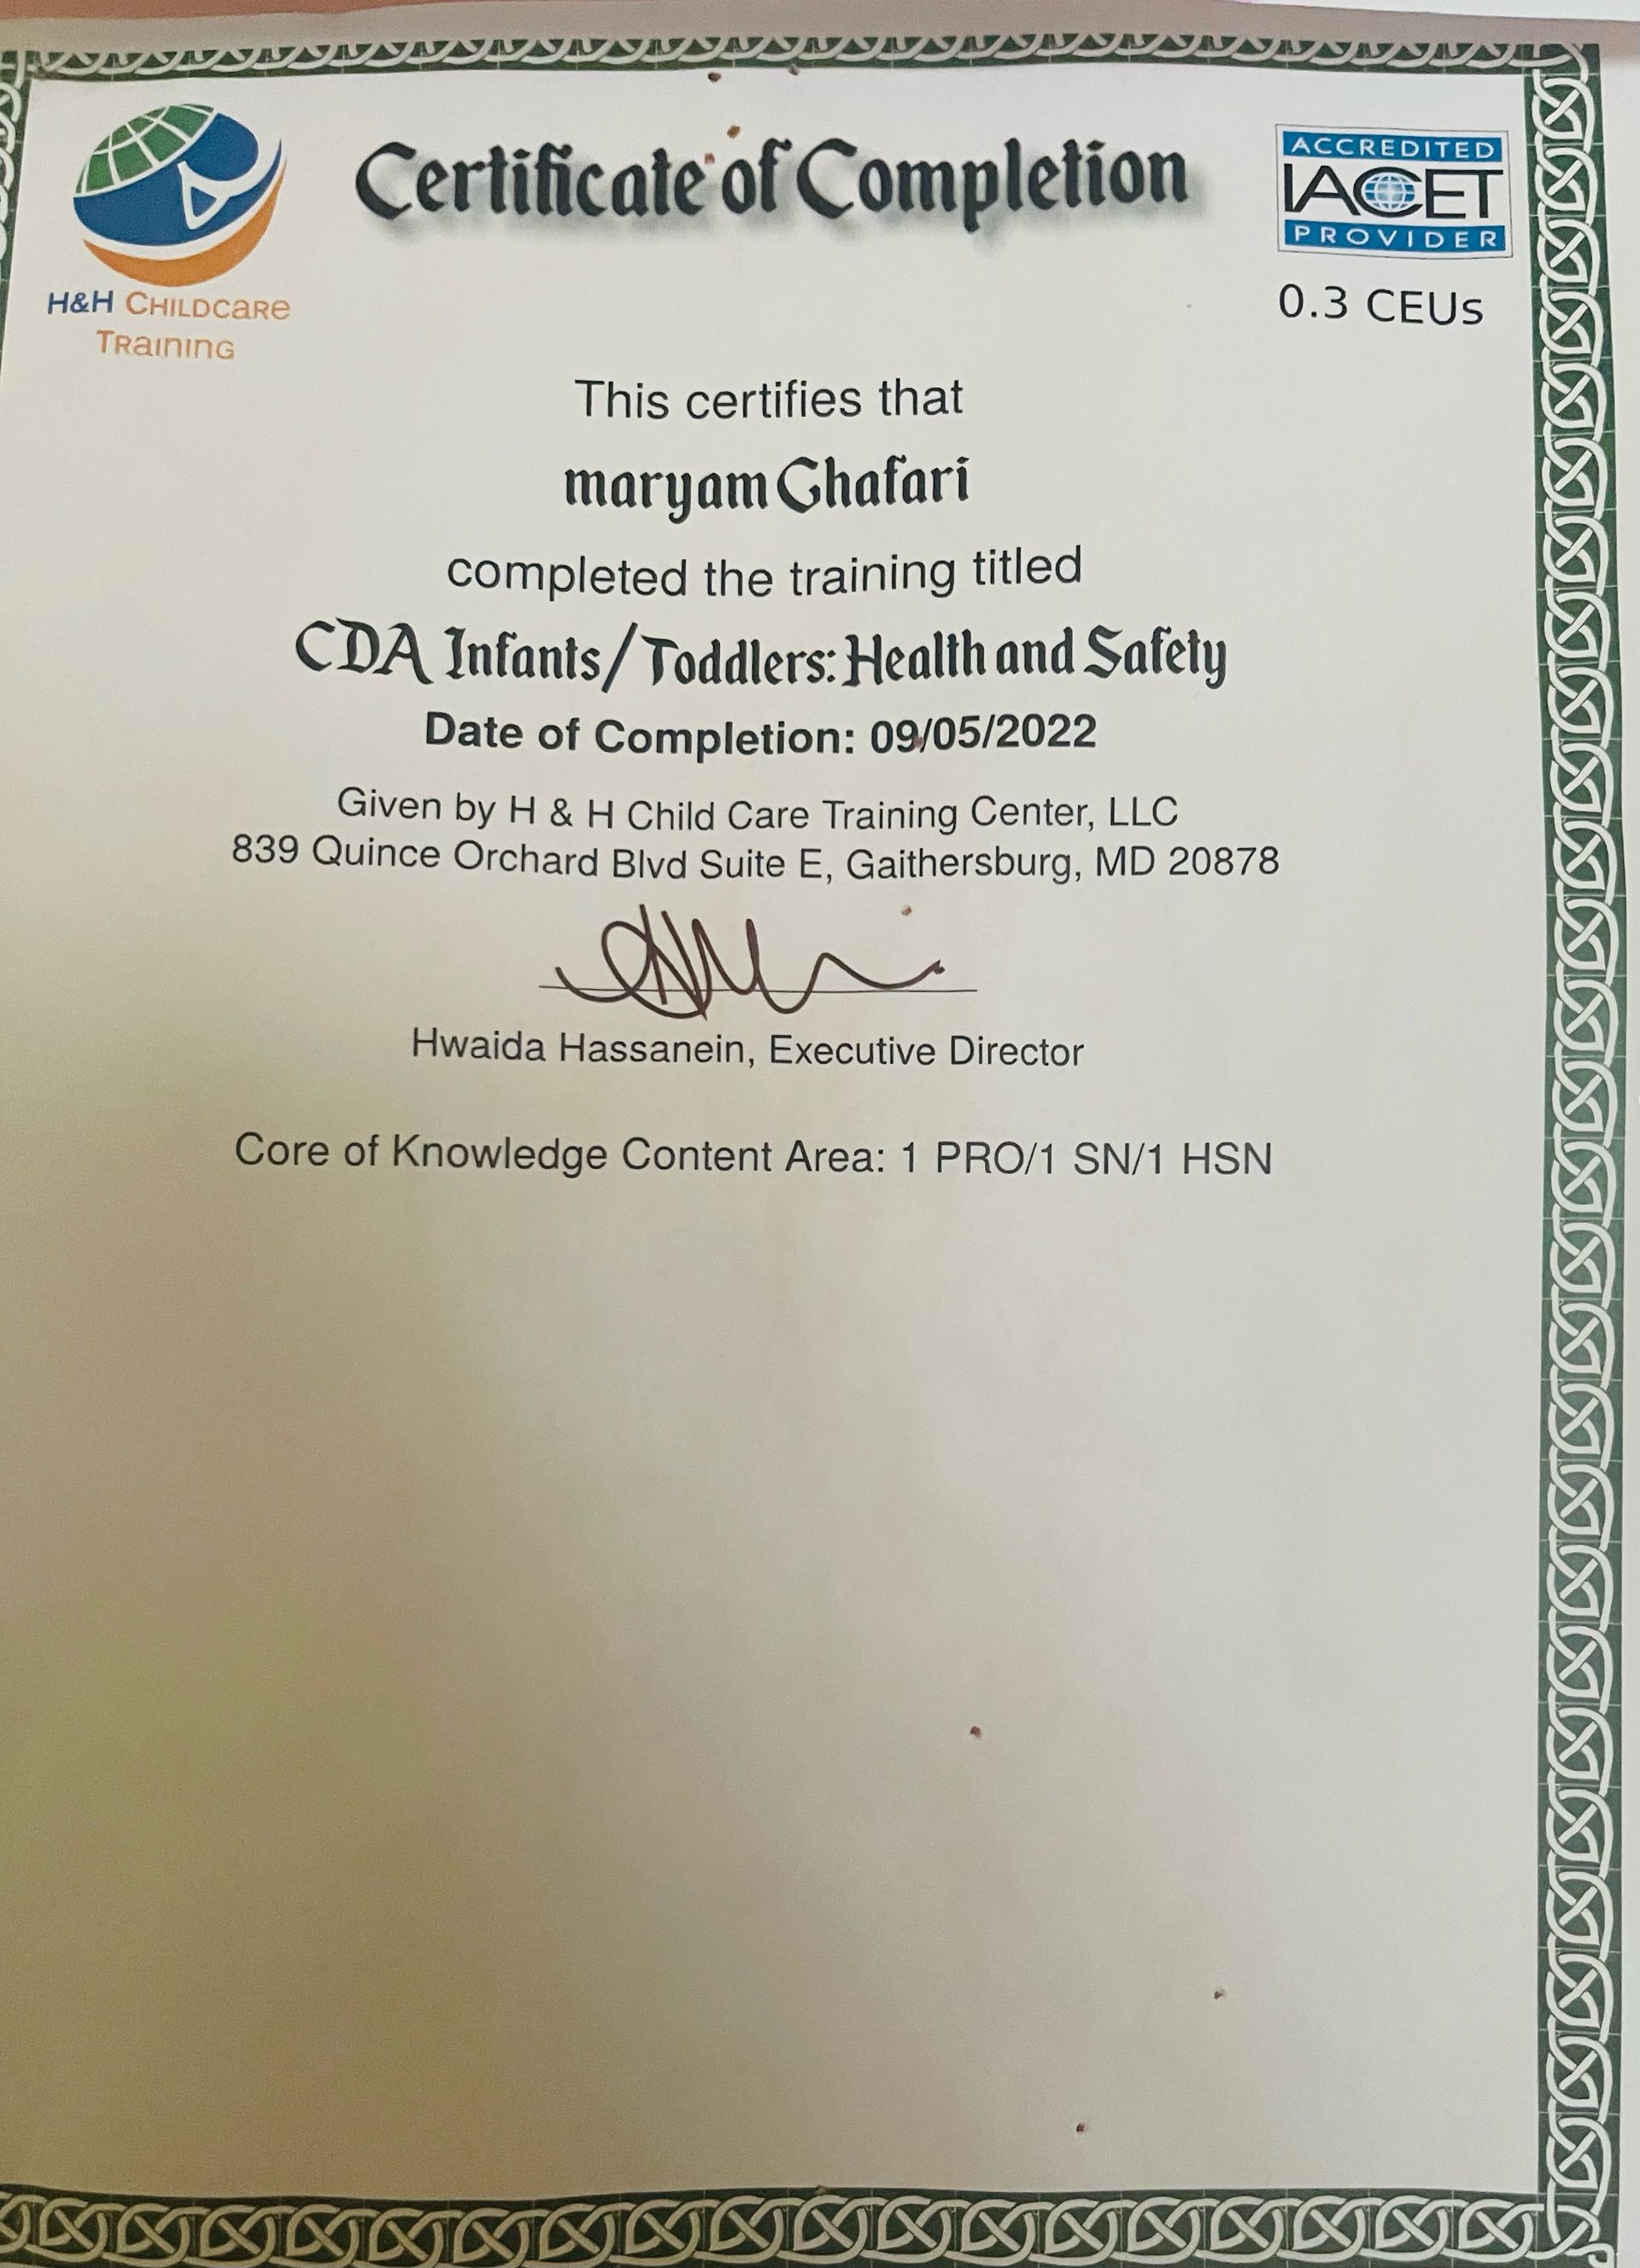 Certificate of Completion
H&H CHILDCARE
TRAINING
ACCREDITED
IACET
PROVIDER
0.3 CEUs
This certifies that
maryam Ghafari
completed the training titled
CDA Infants/Toddlers: Health and Safety
Date of Completion: 09/05/2022
Given by H & H Child Care Training Center, LLC
839 Quince Orchard Blvd Suite E, Gaithersburg, MD 20878
Hwaida Hassanein, Executive Director
Core of Knowledge Content Area: 1 PRO/1 SN/1 HSN